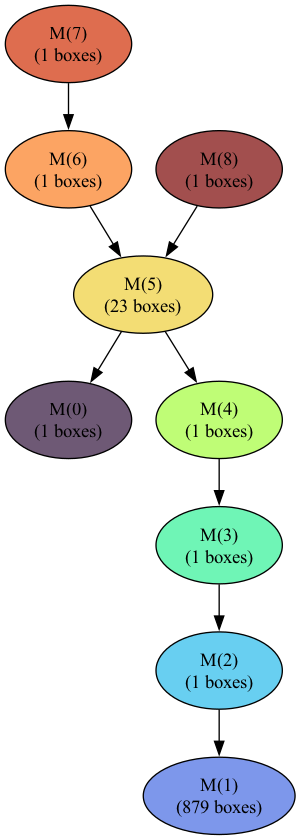 M(7)
(1 boxes)
M(6)
(1 boxes)
M(8)
(1 boxes)
M(5)
(23 boxes)
M(0)
(1 boxes)
M(4)
(1 boxes)
M(3)
(1 boxes)
M(2)
(1 boxes)
M(1)
(879 boxes)